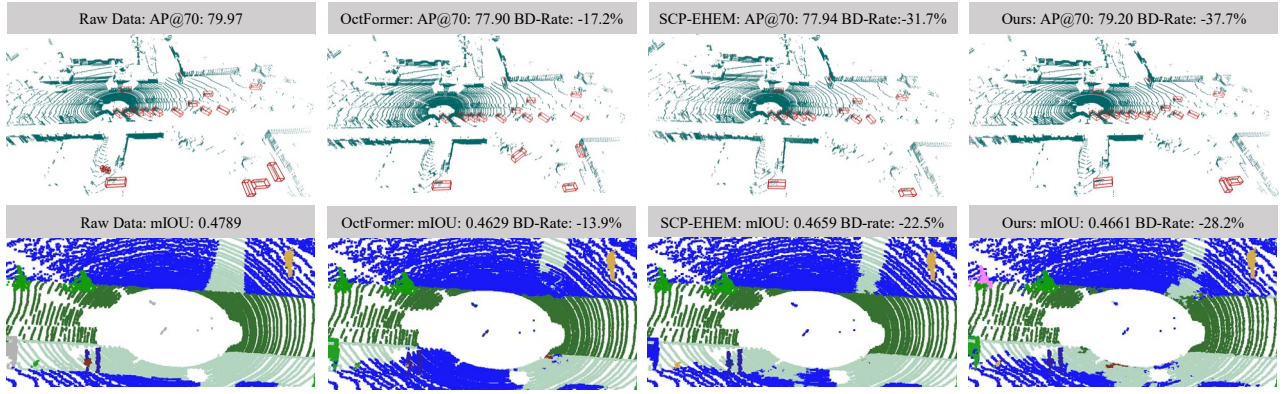 Raw Data: AP@70: 79.97
OctFormer: AP@70: 77.90 BD-Rate: -17.2%
SCP-EHEM: AP@70: 77.94 BD-Rate:-31.7%
Ours: AP@70: 79.20 BD-Rate: -37.7%
Raw Data: mIOU: 0.4789
OctFormer: mIOU: 0.4629 BD-Rate: -13.9%
SCP-EHEM: mIOU: 0.4659 BD-rate: -22.5%
Ours: mIOU: 0.4661 BD-Rate: -28.2%